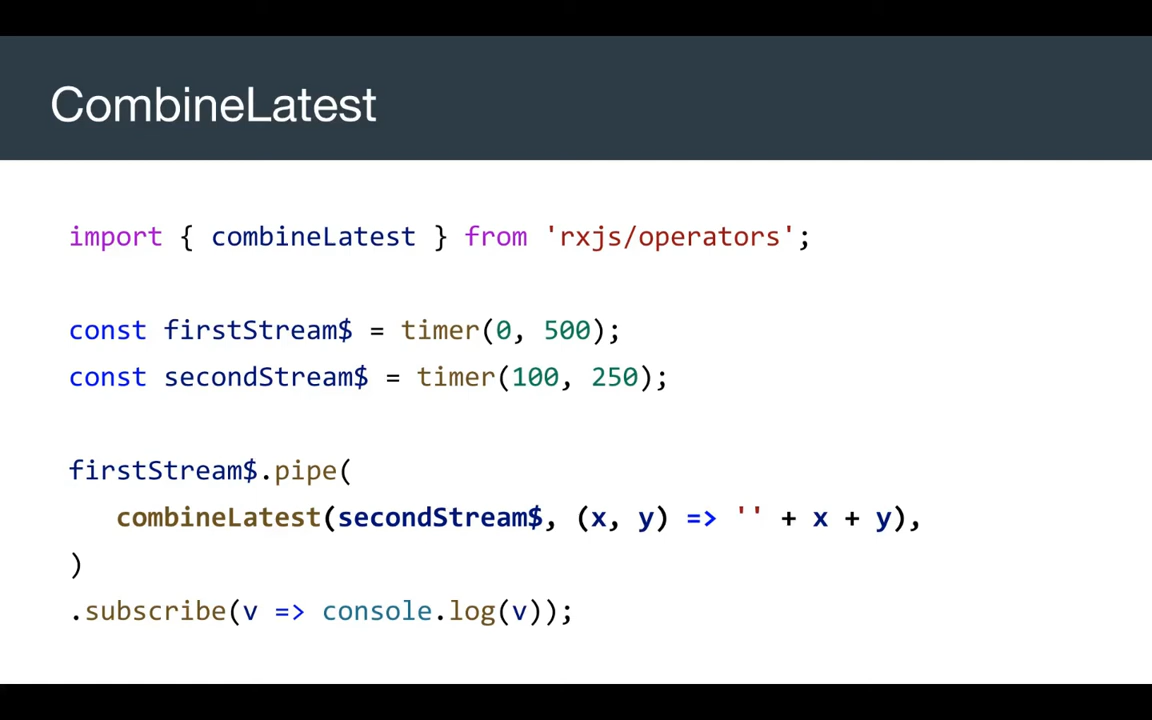 CombineLatest
import { combineLatest } from 'rxjs/operators';
const firstStream$ = timer(0, 500);
const secondStream$ = timer(100, 250);
firstStream$.pipe(
combineLatest(secondStream$, (x, y) => '' + x + y),
)
.subscribe(v => console.log(v));